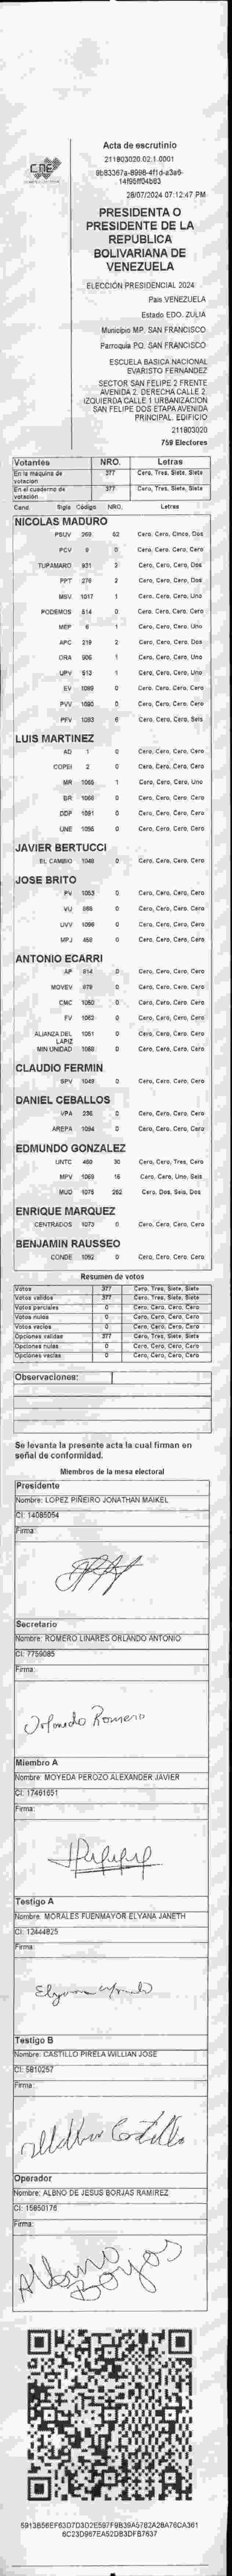 CNE
Acta de escrutinio
211803020.02.1.0001
28/07/2024 07:12:47 PM
PRESIDENTA O
PRESIDENTE DE LA
REPÚBLICA
BOLIVARIANA DE
VENEZUELA
ELECCIÓN PRESIDENCIAL 2024
País VENEZUELA
Estado EDO. ZULIA
Municipio MP. SAN FRANCISCO
Parroquia PQ. SAN FRANCISCO
ESCUELA BASICA NACIONAL
EVARISTO FERNANDEZ
SECTOR SAN FELIPE 2 FRENTE
AVENIDA 2. DERECHA CALLE 2.
IZQUIERDA CALLE 1 URBANIZACION
SAN FELIPE DOS ETAPA AVENIDA
PRINCIPAL. EDIFICIO
211803020
759 Electores
Votantes NRO. Letras
En la maquina de votacion 377 Cero, Tres, Siete, Siete
En el cuaderno de votación 377 Cero, Tres, Siete, Siete
Cand. Sigla Código NRO. Letras
NICOLAS MADURO
PSUV 269 62 Cero, Cero, Cinco, Dos
PCV 9 0 Cero, Cero, Cero, Cero
TUPAMARO 931 2 Cero, Cero, Cero, Dos
PPT 276 2 Cero, Cero, Cero, Dos
MSV 1017 1 Cero, Cero, Cero, Uno
PODEMOS 514 0 Cero, Cero, Cero, Cero
MEP 6 1 Cero, Cero, Cero, Uno
APC 219 2 Cero, Cero, Cero, Dos
ORA 906 1 Cero, Cero, Cero, Uno
UPV 513 1 Cero, Cero, Cero, Uno
EV 1089 0 Cero, Cero, Cero, Cero
PVV 1090 0 Cero, Cero, Cero, Cero
PFV 1093 6 Cero, Cero, Cero, Seis
LUIS MARTINEZ
AD 1 0 Cero, Cero, Cero, Cero
COPEI 2 0 Cero, Cero, Cero, Cero
MR 1065 1 Cero, Cero, Cero, Uno
BR 1066 0 Cero, Cero, Cero, Cero
DDP 1091 0 Cero, Cero, Cero, Cero
UNE 1095 0 Cero, Cero, Cero, Cero
JAVIER BERTUCCI
EL CAMBIO 1048 0 Cero, Cero, Cero, Cero
JOSE BRITO
PV 1053 0 Cero, Cero, Cero, Cero
VU 868 0 Cero, Cero, Cero, Cero
UVV 1096 0 Cero, Cero, Cero, Cero
MPJ 458 0 Cero, Cero, Cero, Cero
ANTONIO ECARRI
AP 814 0 Cero, Cero, Cero, Cero
MOVEV 979 0 Cero, Cero, Cero, Cero
CMC 1050 0 Cero, Cero, Cero, Cero
FV 1062 0 Cero, Cero, Cero, Cero
ALIANZA DEL LAPIZ 1051 0 Cero, Cero, Cero, Cero
MIN UNIDAD 1068 0 Cero, Cero, Cero, Cero
CLAUDIO FERMIN
SPV 1049 0 Cero, Cero, Cero, Cero
DANIEL CEBALLOS
VPA 236 0 Cero, Cero, Cero, Cero
AREPA 1094 0 Cero, Cero, Cero, Cero
EDMUNDO GONZALEZ
UNTC 460 30 Cero, Cero, Tres, Cero
MPV 1069 16 Cero, Cero, Uno, Seis
MUD 1075 262 Cero, Dos, Seis, Dos
ENRIQUE MARQUEZ
CENTRADOS 1073 0 Cero, Cero, Cero, Cero
BENJAMIN RAUSSEO
CONDE 1092 0 Cero, Cero, Cero, Cero
Resumen de votos
Votos 377 Cero, Tres, Siete, Siete
Votos validos 377 Cero, Tres, Siete, Siete
Votos parciales 0 Cero, Cero, Cero, Cero
Votos nulos 0 Cero, Cero, Cero, Cero
Votos vacios 0 Cero, Cero, Cero, Cero
Opciones validas 377 Cero, Tres, Siete, Siete
Opciones nulas 0 Cero, Cero, Cero, Cero
Opciones vacias 0 Cero, Cero, Cero, Cero
Observaciones:
Se levanta la presente acta la cual firman en
señal de conformidad.
Miembros de la mesa electoral
Presidente
Nombre: LOPEZ PIÑEIRO JONATHAN MAIKEL
CI: 14085054
Firma:
Secretario
Nombre: ROMERO LINARES ORLANDO ANTONIO
CI: 7759085
Firma:
Orlando Romero
Miembro A
Nombre: MOYEDA PEROZO ALEXANDER JAVIER
CI: 17461651
Firma:
Testigo A
Nombre: MORALES FUENMAYOR ELYANA JANETH
CI: 12444825
Firma:
Testigo B
Nombre: CASTILLO PIRELA WILLIAN JOSE
CI: 5810257
Firma:
Castillo
Operador
Nombre: ALBNO DE JESUS BORJAS RAMIREZ
CI: 15850176
Firma:
Albno
Borjas